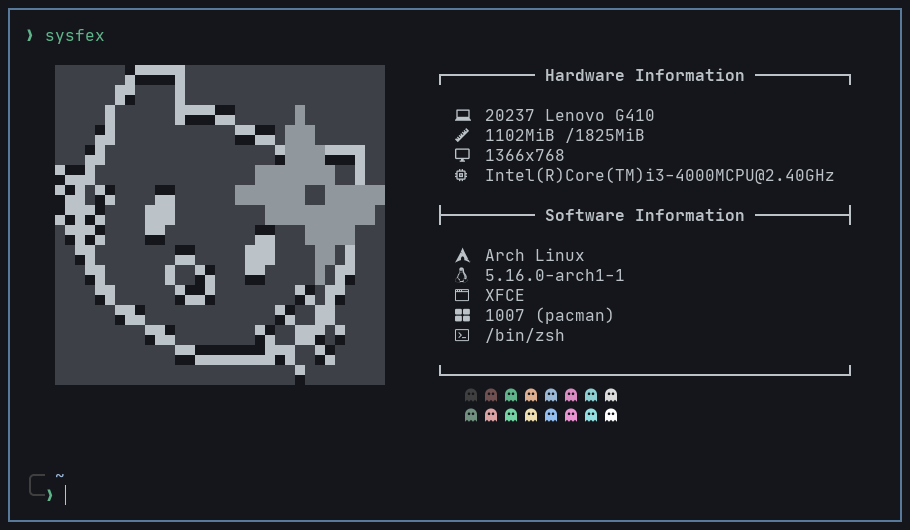 ❱ sysfex
Hardware Information
20237 Lenovo G410
1102MiB /1825MiB
1366x768
Intel(R)Core(TM)i3-4000MCPU@2.40GHz
Software Information
Arch Linux
5.16.0-arch1-1
XFCE
1007 (pacman)
/bin/zsh
~
❱